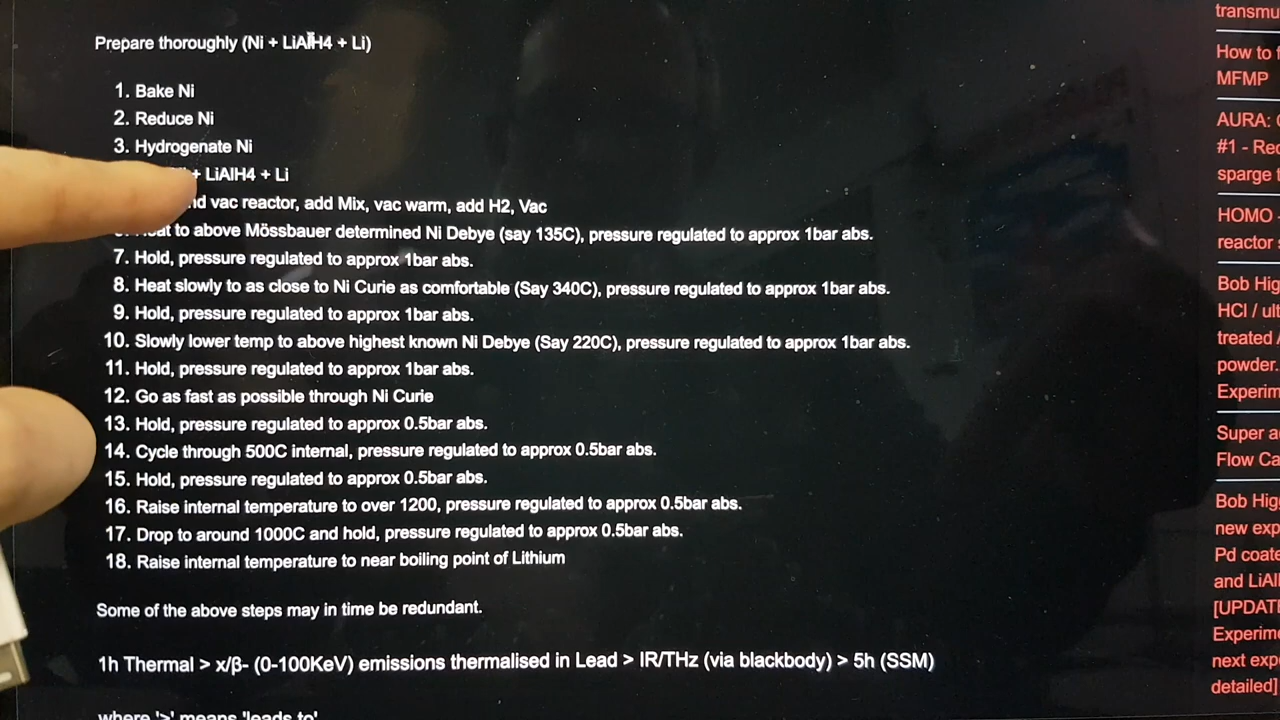 Prepare thoroughly (Ni + LiAlH4 + Li)
1. Bake Ni
2. Reduce Ni
3. Hydrogenate Ni
+ LiAlH4 + Li
vac reactor, add Mix, vac warm, add H2, Vac
to above Mössbauer determined Ni Debye (say 135C), pressure regulated to approx 1bar abs.
7. Hold, pressure regulated to approx 1bar abs.
8. Heat slowly to as close to Ni Curie as comfortable (Say 340C), pressure regulated to approx 1bar abs.
9. Hold, pressure regulated to approx 1bar abs.
10. Slowly lower temp to above highest known Ni Debye (Say 220C), pressure regulated to approx 1bar abs.
11. Hold, pressure regulated to approx 1bar abs.
12. Go as fast as possible through Ni Curie
13. Hold, pressure regulated to approx 0.5bar abs.
14. Cycle through 500C internal, pressure regulated to approx 0.5bar abs.
15. Hold, pressure regulated to approx 0.5bar abs.
16. Raise internal temperature to over 1200, pressure regulated to approx 0.5bar abs.
17. Drop to around 1000C and hold, pressure regulated to approx 0.5bar abs.
18. Raise internal temperature to near boiling point of Lithium
Some of the above steps may in time be redundant.
1h Thermal > x/β- (0-100KeV) emissions thermalised in Lead > IR/THz (via blackbody) > 5h (SSM)
where '>' means 'leads to'
transmu
How to
MFMP
AURA:
#1 - Rec
sparge
HOMO
reactor
Bob Hig
HCl / ult
treated
powder.
Experim
Super a
Flow Ca
Bob Hig
new exp
Pd coate
and LiAl
[UPDAT
Experime
next exp
detailed]